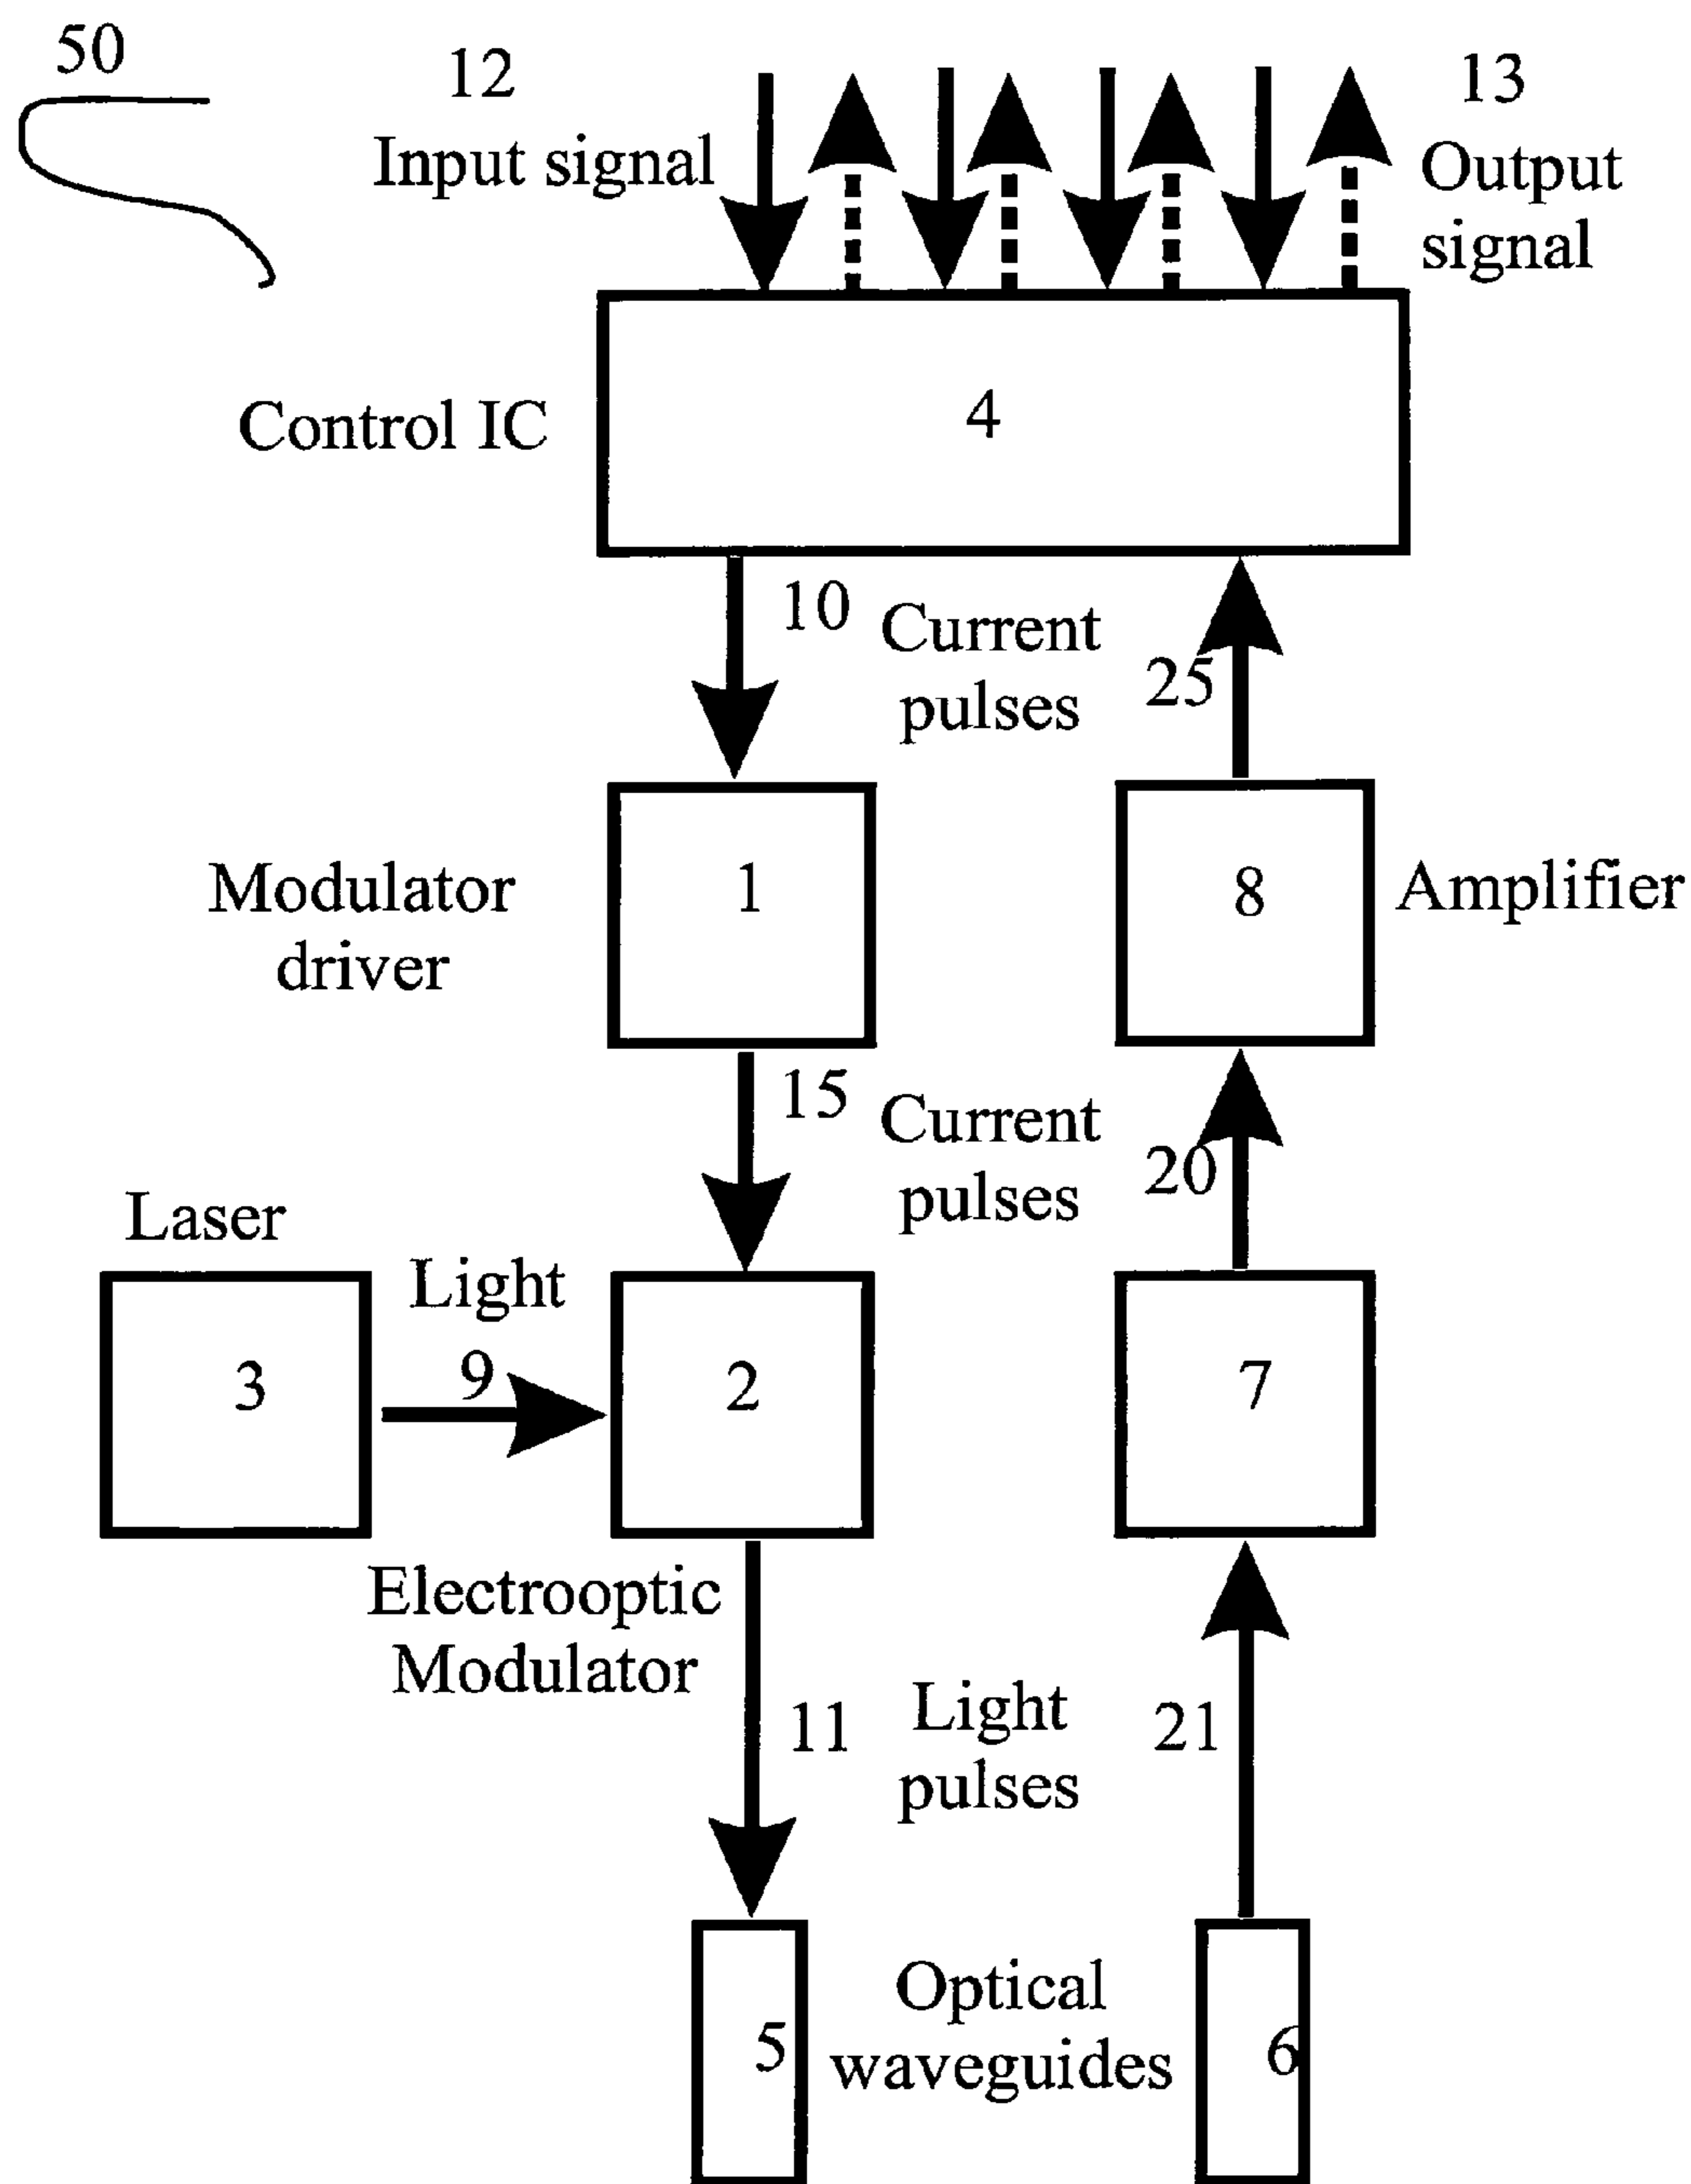 50
12
Input signal
13
Output
signal
Control IC
4
10
Current
pulses
25
Modulator
driver
1
8
Amplifier
15
Current
pulses
20
Laser
Light
9
3
2
7
Electrooptic
Modulator
11
Light
pulses
21
5
Optical
waveguides
6